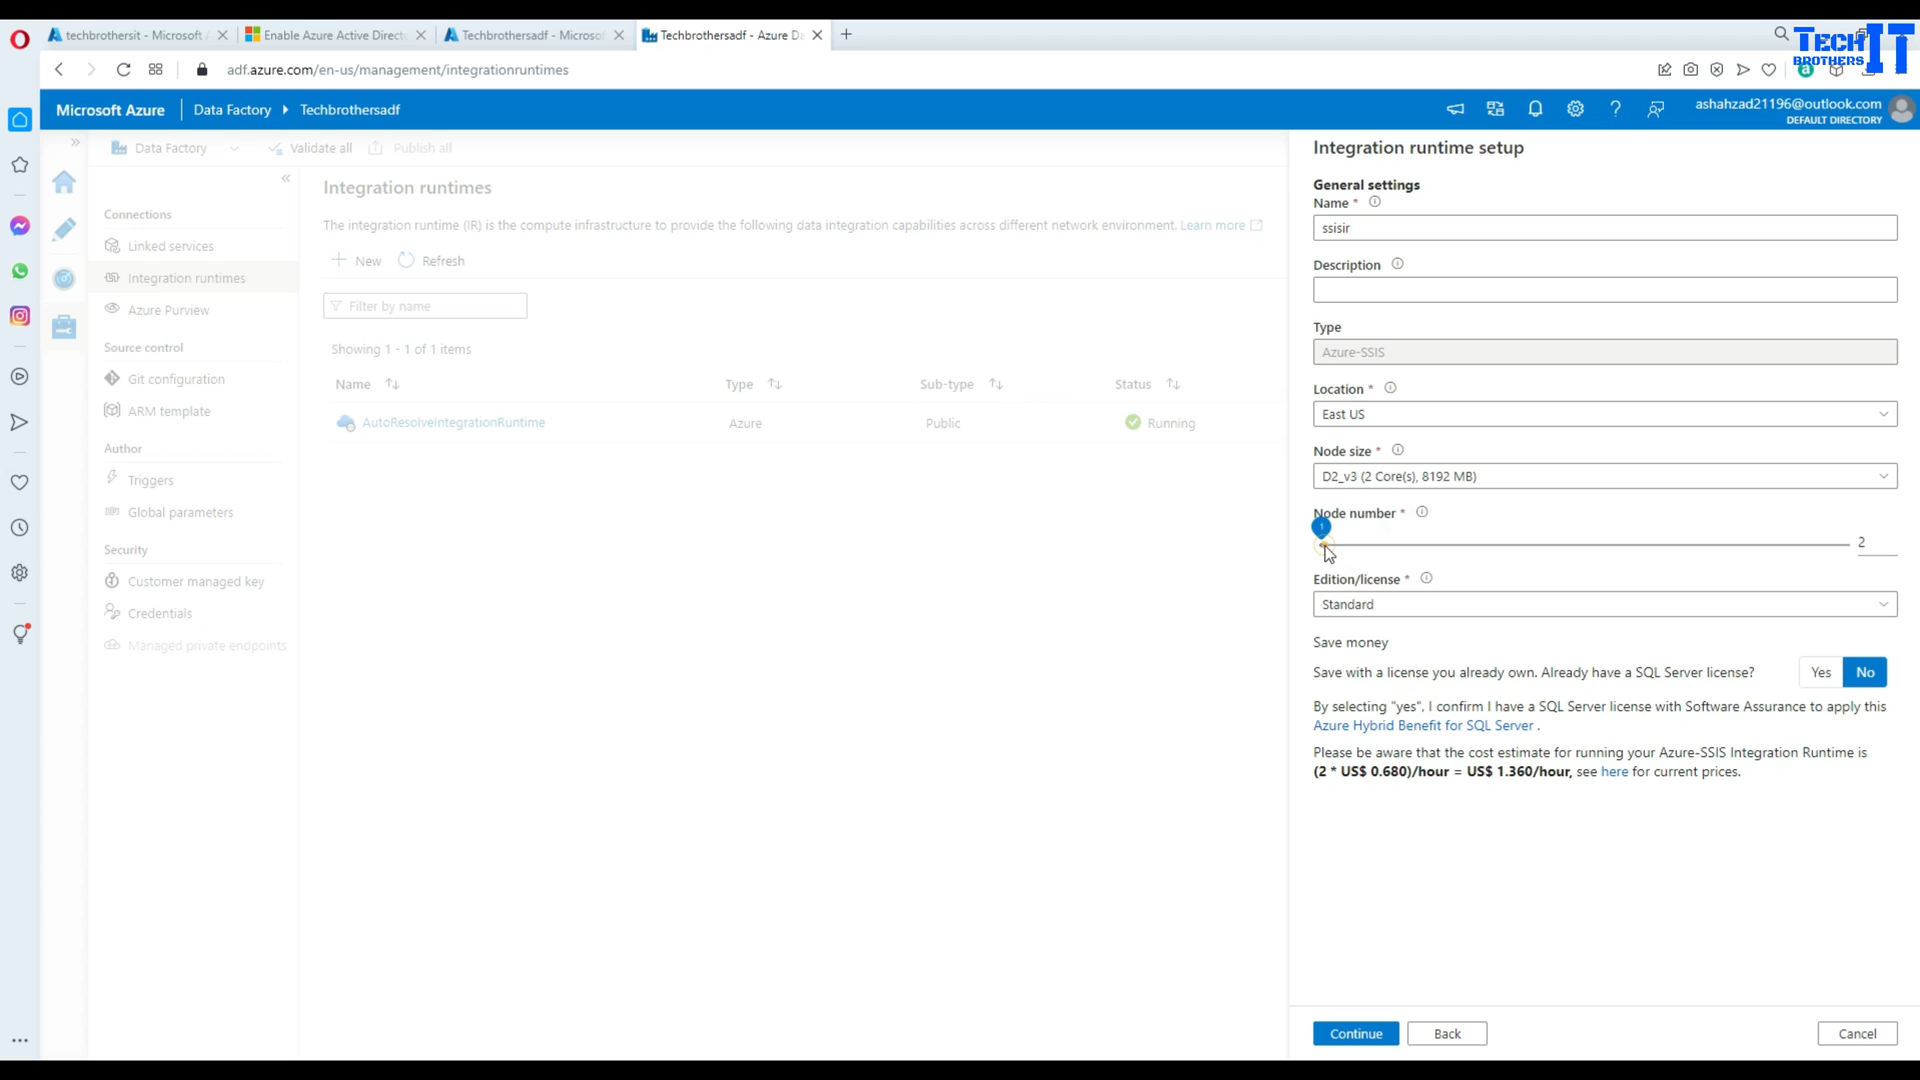 techbrothersit - Microsoft A
Enable Azure Active Directo
Techbrothersadf - Microsof
Techbrothersadf - Azure Da
TECH BROTHERS IT
adf.azure.com/en-us/management/integrationruntimes
Microsoft Azure
Data Factory
Techbrothersadf
ashahzad21196@outlook.com
DEFAULT DIRECTORY
Data Factory
Validate all
Publish all
Connections
Linked services
Integration runtimes
Azure Purview
Source control
Git configuration
ARM template
Author
Triggers
Global parameters
Security
Customer managed key
Credentials
Managed private endpoints
Integration runtimes
The integration runtime (IR) is the compute infrastructure to provide the following data integration capabilities across different network environment. Learn more
New
Refresh
Filter by name
Showing 1 - 1 of 1 items
Name Type Sub-type Status
AutoResolveIntegrationRuntime Azure Public Running
Integration runtime setup
General settings
Name *
ssisir
Description
Type
Azure-SSIS
Location *
East US
Node size *
D2_v3 (2 Core(s), 8192 MB)
Node number *
1
2
Edition/license *
Standard
Save money
Save with a license you already own. Already have a SQL Server license? Yes No
By selecting "yes", I confirm I have a SQL Server license with Software Assurance to apply this
Azure Hybrid Benefit for SQL Server .
Please be aware that the cost estimate for running your Azure-SSIS Integration Runtime is
(2 * US$ 0.680)/hour = US$ 1.360/hour, see here for current prices.
Continue
Back
Cancel